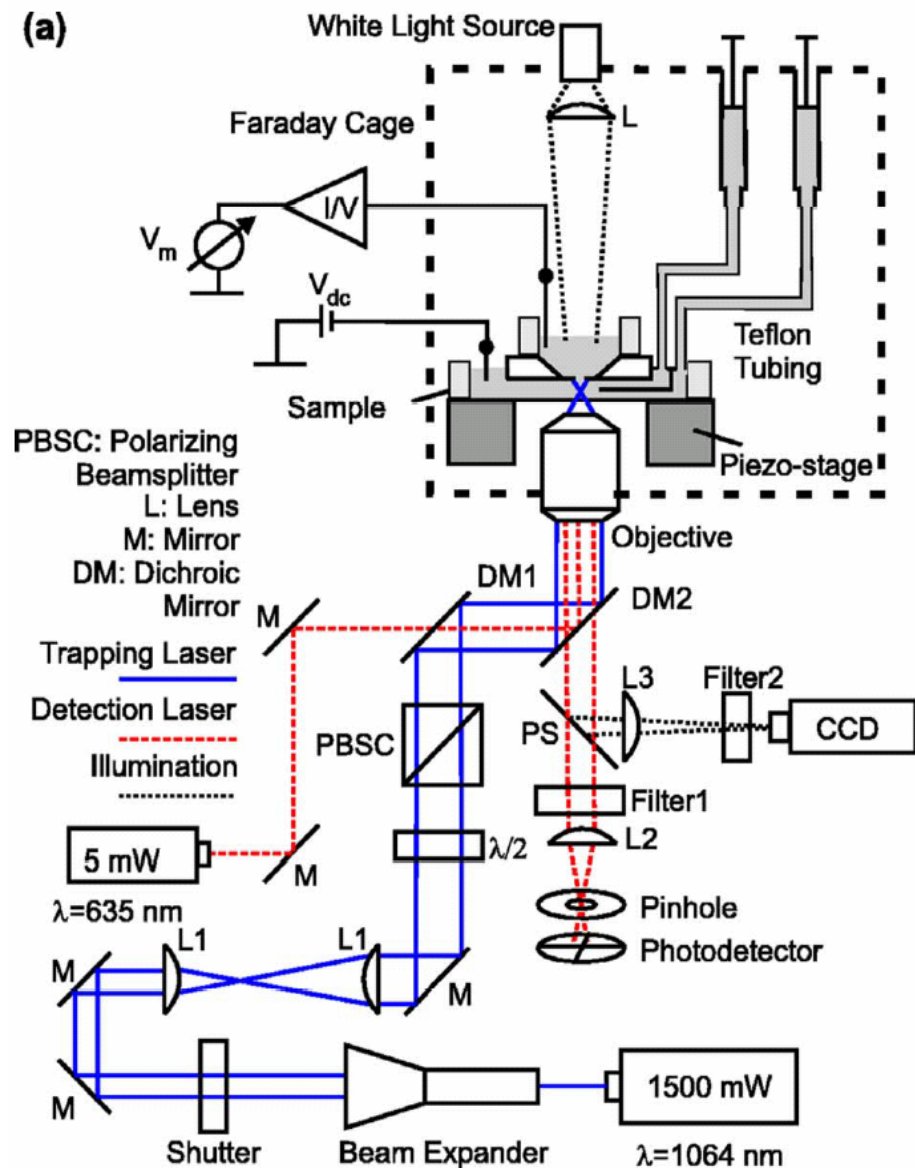 (a)
White Light Source
L
Faraday Cage
I/V
Vm
Vdc
Teflon
Tubing
Sample
Piezo-stage
PBSC: Polarizing
Beamsplitter
L: Lens
M: Mirror
DM: Dichroic
Mirror
Objective
DM1
DM2
M
Trapping Laser
Detection Laser
Illumination
L3
Filter2
PS
CCD
PBSC
Filter1
L2
λ/2
5 mW
M
λ=635 nm
Pinhole
Photodetector
L1
L1
M
M
M
1500 mW
Shutter
Beam Expander
λ=1064 nm